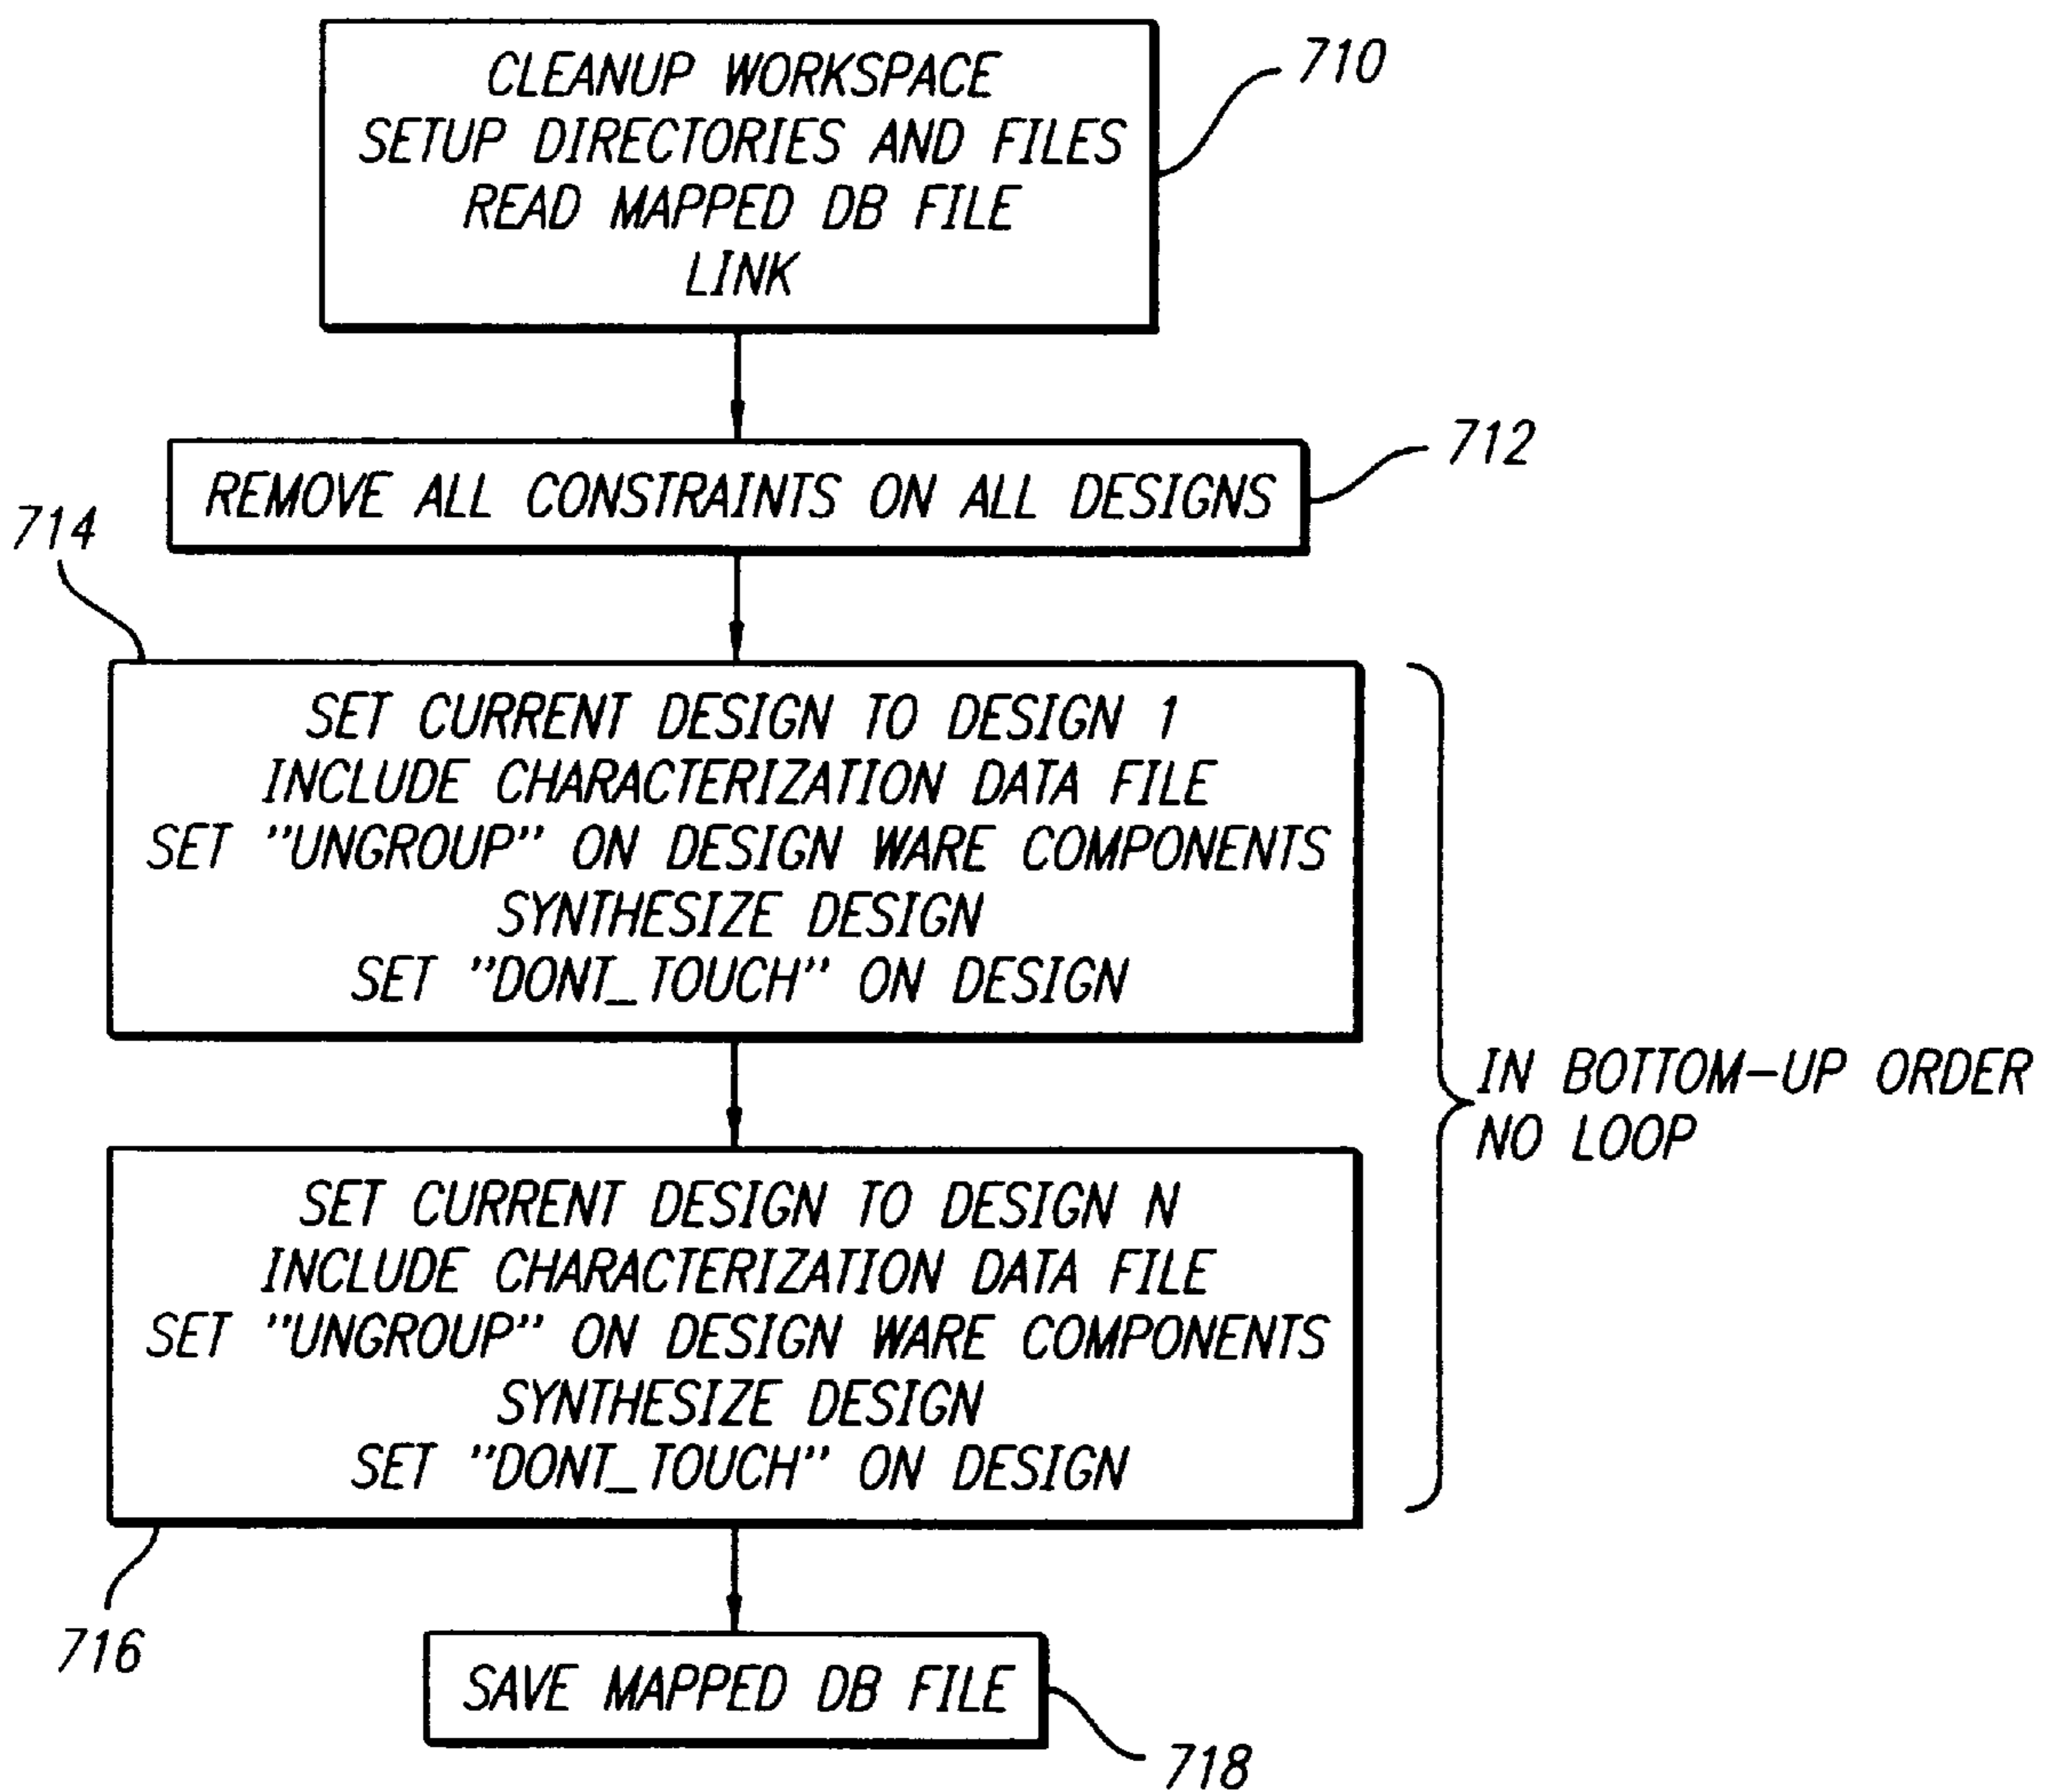 CLEANUP WORKSPACE
SETUP DIRECTORIES AND FILES
READ MAPPED DB FILE
LINK
710
REMOVE ALL CONSTRAINTS ON ALL DESIGNS
712
714
SET CURRENT DESIGN TO DESIGN 1
INCLUDE CHARACTERIZATION DATA FILE
SET "UNGROUP" ON DESIGN WARE COMPONENTS
SYNTHESIZE DESIGN
SET "DONT_TOUCH" ON DESIGN
IN BOTTOM-UP ORDER
NO LOOP
SET CURRENT DESIGN TO DESIGN N
INCLUDE CHARACTERIZATION DATA FILE
SET "UNGROUP" ON DESIGN WARE COMPONENTS
SYNTHESIZE DESIGN
SET "DONT_TOUCH" ON DESIGN
716
SAVE MAPPED DB FILE
718